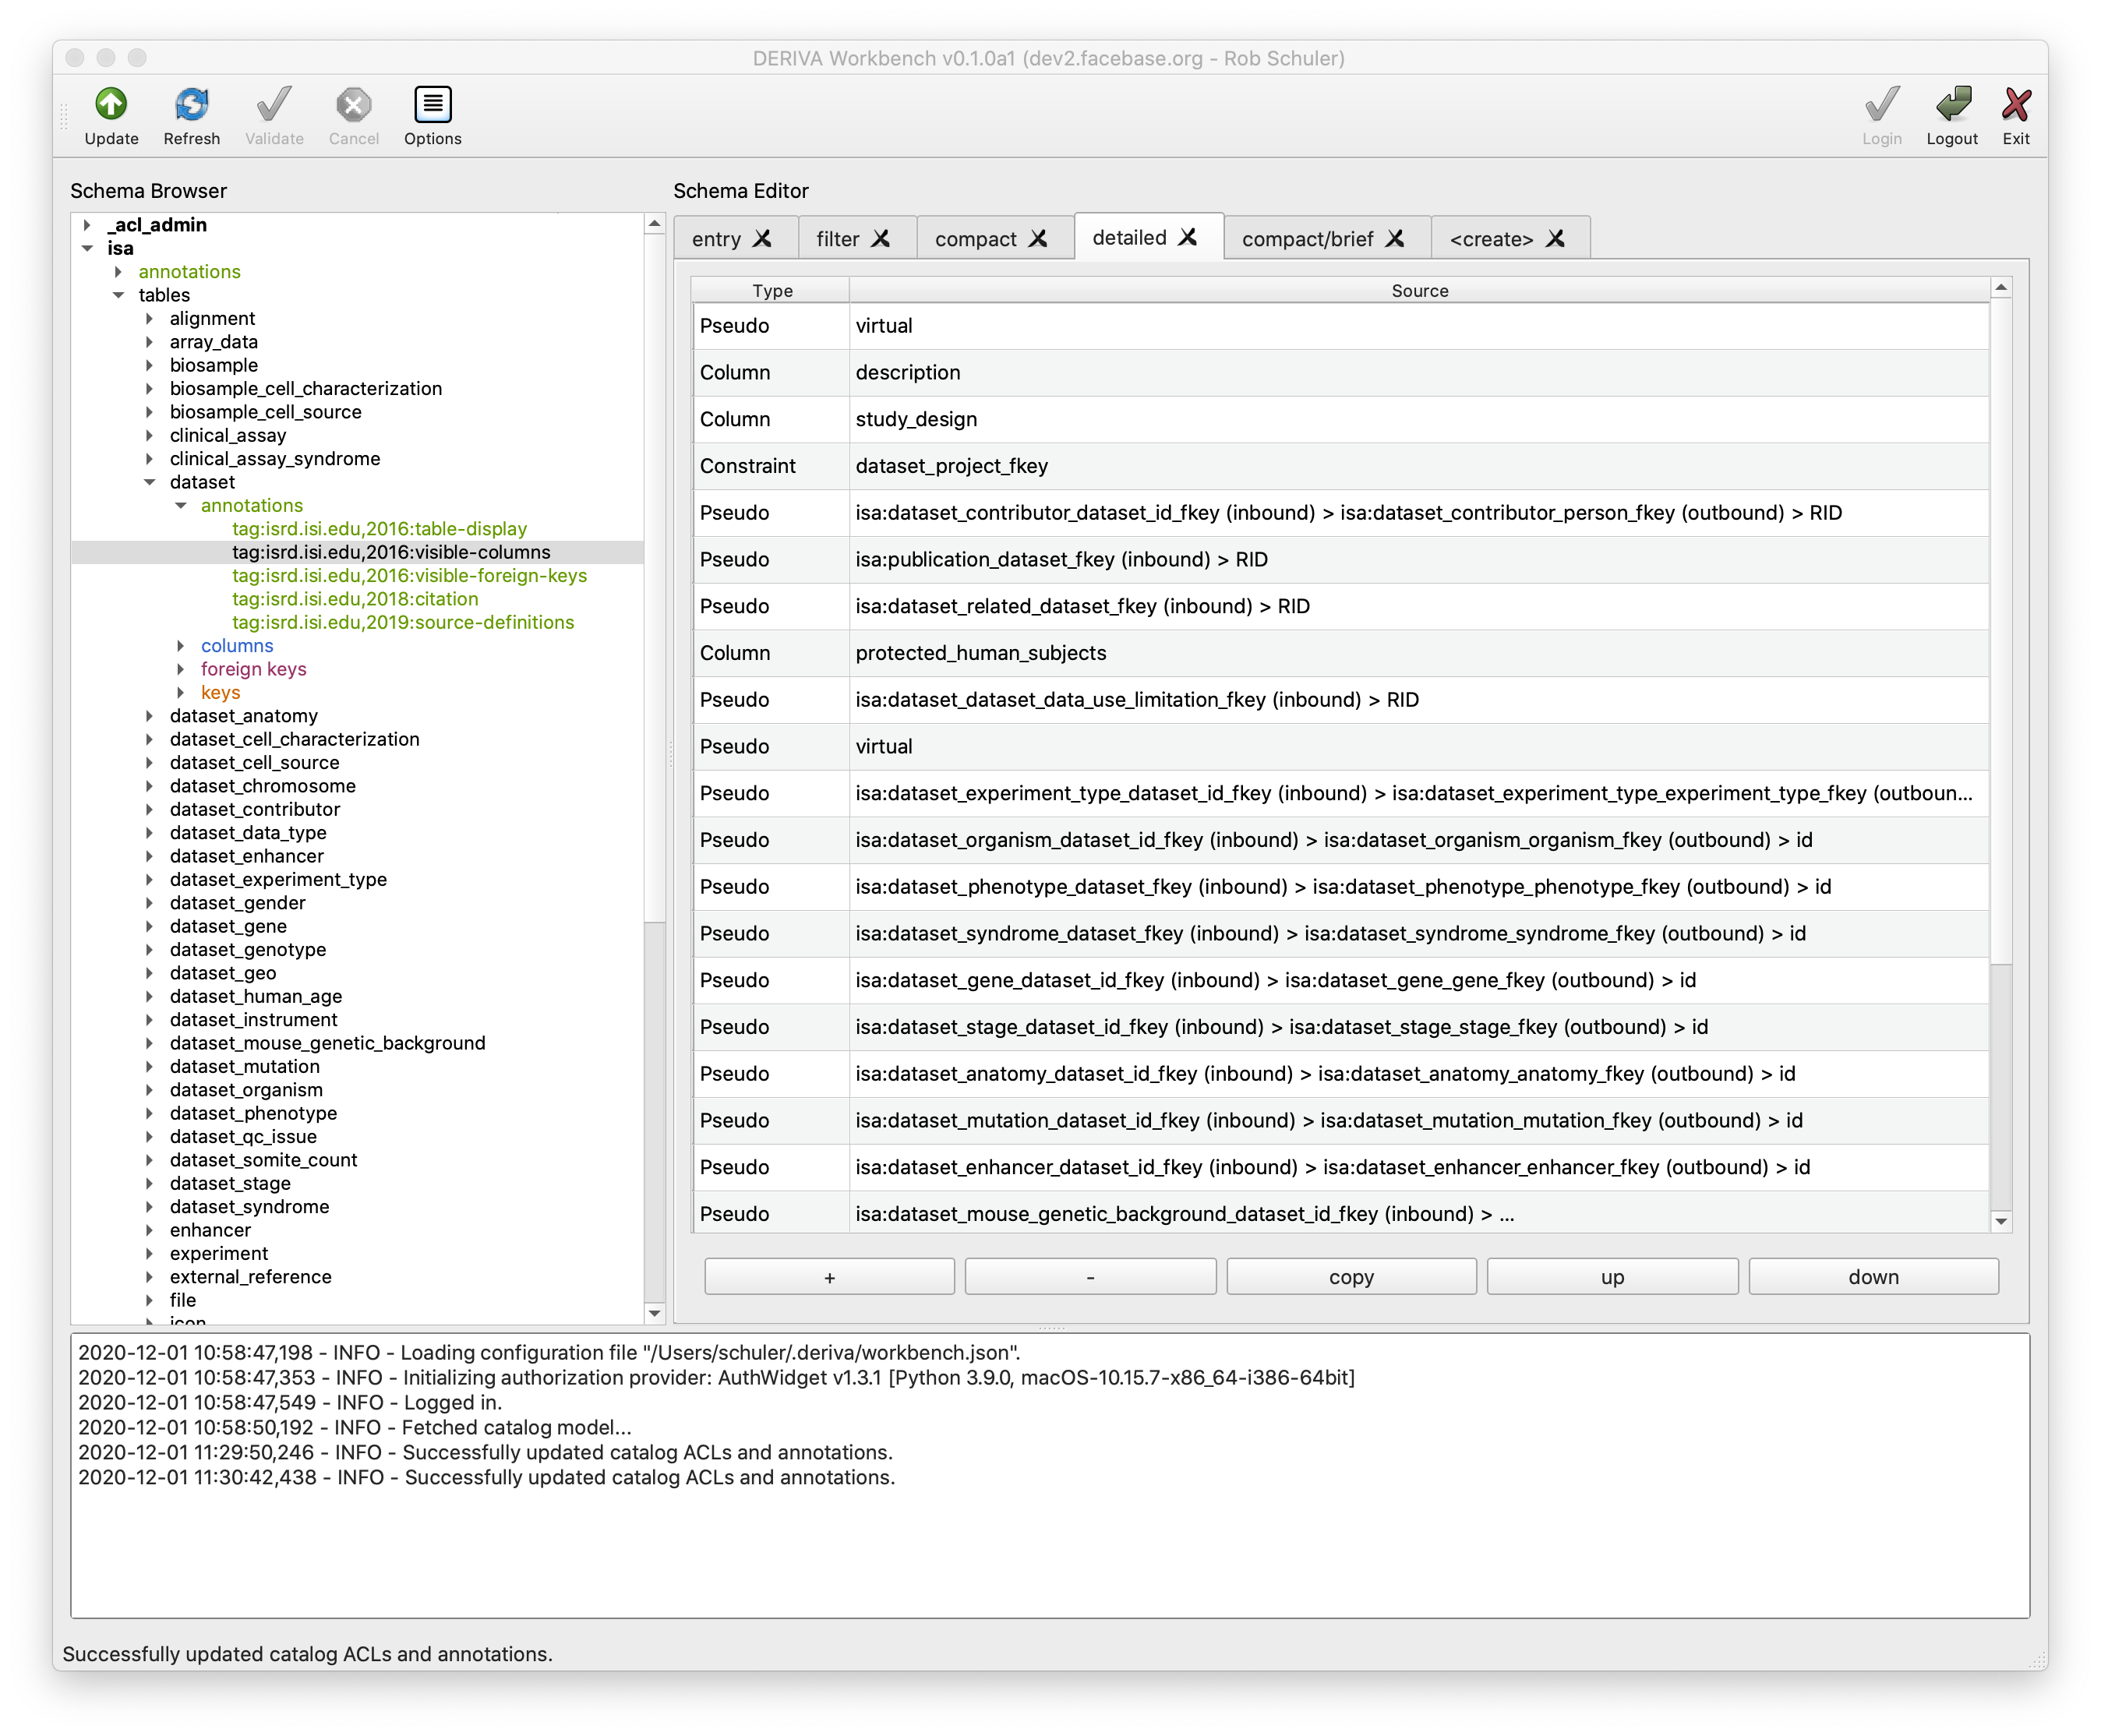 DERIVA Workbench v0.1.0a1 (dev2.facebase.org - Rob Schuler)
Update
Refresh
Validate
Cancel
Options
Login
Logout
Exit
Schema Browser
_acl_admin
isa
annotations
tables
alignment
array_data
biosample
biosample_cell_characterization
biosample_cell_source
clinical_assay
clinical_assay_syndrome
dataset
annotations
tag:isrd.isi.edu,2016:table-display
tag:isrd.isi.edu,2016:visible-columns
tag:isrd.isi.edu,2016:visible-foreign-keys
tag:isrd.isi.edu,2018:citation
tag:isrd.isi.edu,2019:source-definitions
columns
foreign keys
keys
dataset_anatomy
dataset_cell_characterization
dataset_cell_source
dataset_chromosome
dataset_contributor
dataset_data_type
dataset_enhancer
dataset_experiment_type
dataset_gender
dataset_gene
dataset_genotype
dataset_geo
dataset_human_age
dataset_instrument
dataset_mouse_genetic_background
dataset_mutation
dataset_organism
dataset_phenotype
dataset_qc_issue
dataset_somite_count
dataset_stage
dataset_syndrome
enhancer
experiment
external_reference
file
icon
Schema Editor
entry
filter
compact
detailed
compact/brief
<create>
Type Source
Pseudo virtual
Column description
Column study_design
Constraint dataset_project_fkey
Pseudo isa:dataset_contributor_dataset_id_fkey (inbound) > isa:dataset_contributor_person_fkey (outbound) > RID
Pseudo isa:publication_dataset_fkey (inbound) > RID
Pseudo isa:dataset_related_dataset_fkey (inbound) > RID
Column protected_human_subjects
Pseudo isa:dataset_dataset_data_use_limitation_fkey (inbound) > RID
Pseudo virtual
Pseudo isa:dataset_experiment_type_dataset_id_fkey (inbound) > isa:dataset_experiment_type_experiment_type_fkey (outboun...
Pseudo isa:dataset_organism_dataset_id_fkey (inbound) > isa:dataset_organism_organism_fkey (outbound) > id
Pseudo isa:dataset_phenotype_dataset_fkey (inbound) > isa:dataset_phenotype_phenotype_fkey (outbound) > id
Pseudo isa:dataset_syndrome_dataset_fkey (inbound) > isa:dataset_syndrome_syndrome_fkey (outbound) > id
Pseudo isa:dataset_gene_dataset_id_fkey (inbound) > isa:dataset_gene_gene_fkey (outbound) > id
Pseudo isa:dataset_stage_dataset_id_fkey (inbound) > isa:dataset_stage_stage_fkey (outbound) > id
Pseudo isa:dataset_anatomy_dataset_id_fkey (inbound) > isa:dataset_anatomy_anatomy_fkey (outbound) > id
Pseudo isa:dataset_mutation_dataset_id_fkey (inbound) > isa:dataset_mutation_mutation_fkey (outbound) > id
Pseudo isa:dataset_enhancer_dataset_id_fkey (inbound) > isa:dataset_enhancer_enhancer_fkey (outbound) > id
Pseudo isa:dataset_mouse_genetic_background_dataset_id_fkey (inbound) > ...
+
-
copy
up
down
2020-12-01 10:58:47,198 - INFO - Loading configuration file "/Users/schuler/.deriva/workbench.json".
2020-12-01 10:58:47,353 - INFO - Initializing authorization provider: AuthWidget v1.3.1 [Python 3.9.0, macOS-10.15.7-x86_64-i386-64bit]
2020-12-01 10:58:47,549 - INFO - Logged in.
2020-12-01 10:58:50,192 - INFO - Fetched catalog model...
2020-12-01 11:29:50,246 - INFO - Successfully updated catalog ACLs and annotations.
2020-12-01 11:30:42,438 - INFO - Successfully updated catalog ACLs and annotations.
Successfully updated catalog ACLs and annotations.